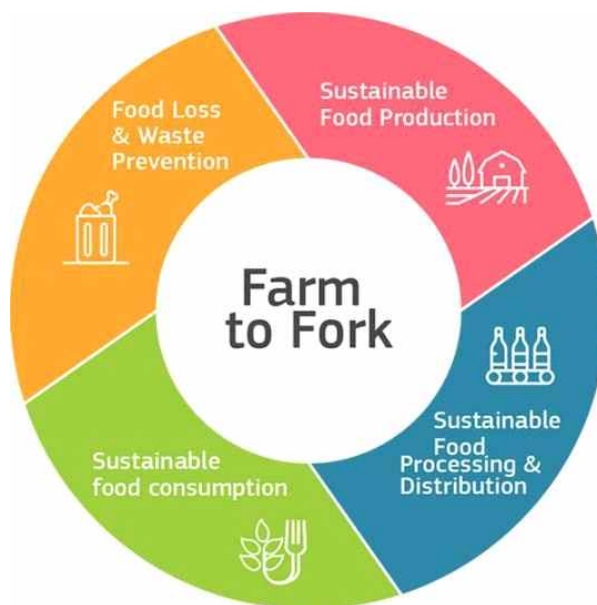 Farm
to Fork
Sustainable
Food Production
Sustainable
Food
Processing &
Distribution
Sustainable
food consumption
Food Loss
& Waste
Prevention